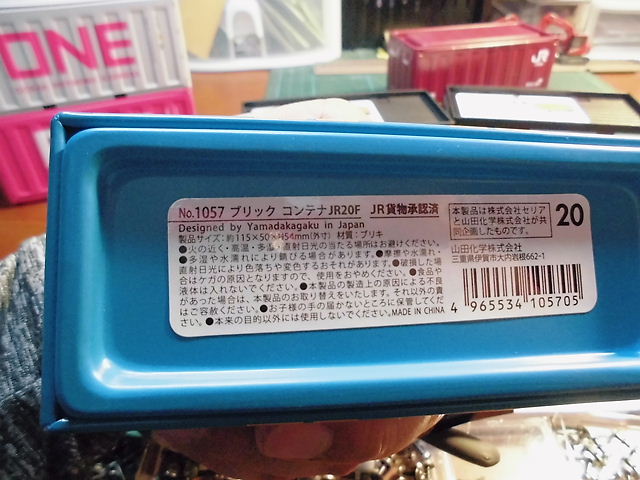 ONE
JR
No.1057 ブリック コンテナJR20F JR貨物承認済
Designed by Yamadakagaku in Japan
製品サイズ:約115×50×H54mm(外寸) 材質:ブリキ
●火の近く・高温・多湿・直射日光の当たる場所はお避けください。
●多湿や水濡れにより錆びる場合があります。●摩擦や水濡れ・
直射日光により色落ちや変色するおそれがあります。●破損した場
合はケガの原因となりますので、使用をおやめください。●食品や
液体は入れないでください。●本製品の製造上の原因による不良
があった場合は、本製品のお取り替えをいたします。それ以外の責
はご容赦ください。●お子様の手の届かないところに保管してくだ
さい。●本来の目的以外には使用しないでください。MADE IN CHINA
本製品は株式会社セリア
と山田化学株式会社が共
同企画したものです。
20
山田化学株式会社
三重県伊賀市大内岩根662-1
4 965534 105705